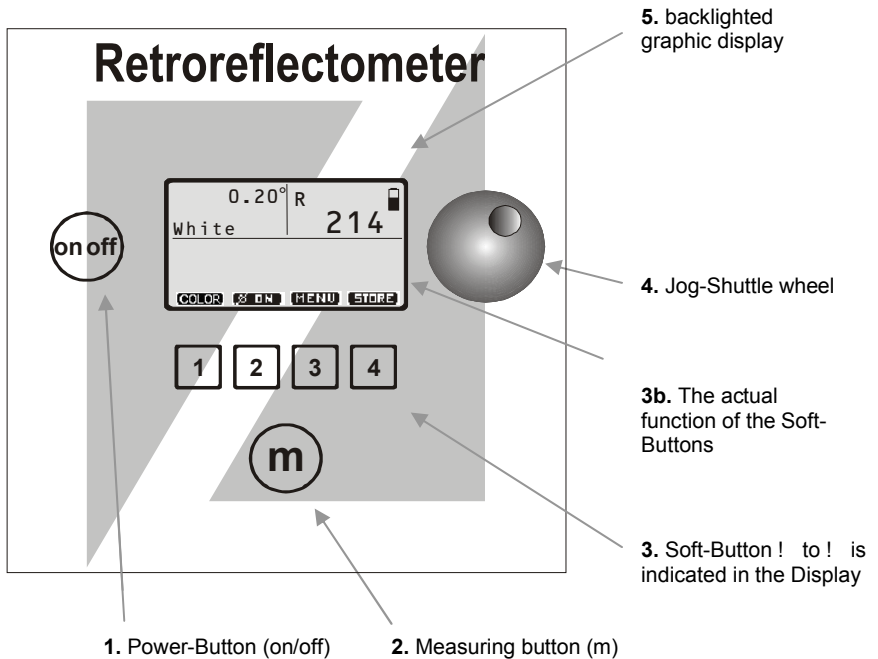 5. backlighted
graphic display
Retroreflectometer
0.20° R
White 214
on off
COLOR ON MENU STORE
4. Jog-Shuttle wheel
1 2 3 4
3b. The actual
function of the Soft-
Buttons
m
3. Soft-Button ! to ! is
indicated in the Display
1. Power-Button (on/off) 2. Measuring button (m)